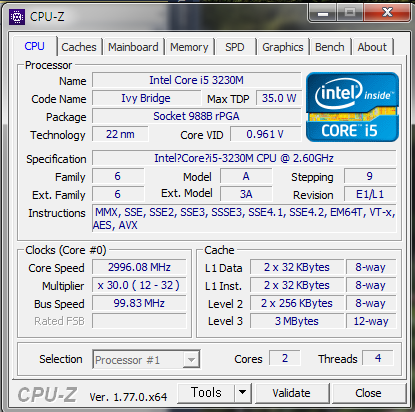 CPU-Z
CPU Caches Mainboard Memory SPD Graphics Bench About
Processor
Name Intel Core i5 3230M
Code Name Ivy Bridge Max TDP 35.0 W
Package Socket 988B rPGA
Technology 22 nm Core VID 0.961 V
intel inside™
CORE™ i5
Specification Intel?Core?i5-3230M CPU @ 2.60GHz
Family 6 Model A Stepping 9
Ext. Family 6 Ext. Model 3A Revision E1/L1
Instructions MMX, SSE, SSE2, SSE3, SSSE3, SSE4.1, SSE4.2, EM64T, VT-x,
AES, AVX
Clocks (Core #0)
Core Speed 2996.08 MHz
Multiplier x 30.0 ( 12 - 32 )
Bus Speed 99.83 MHz
Rated FSB
Cache
L1 Data 2 x 32 KBytes 8-way
L1 Inst. 2 x 32 KBytes 8-way
Level 2 2 x 256 KBytes 8-way
Level 3 3 MBytes 12-way
Selection Processor #1 Cores 2 Threads 4
CPU-Z Ver. 1.77.0.x64 Tools Validate Close